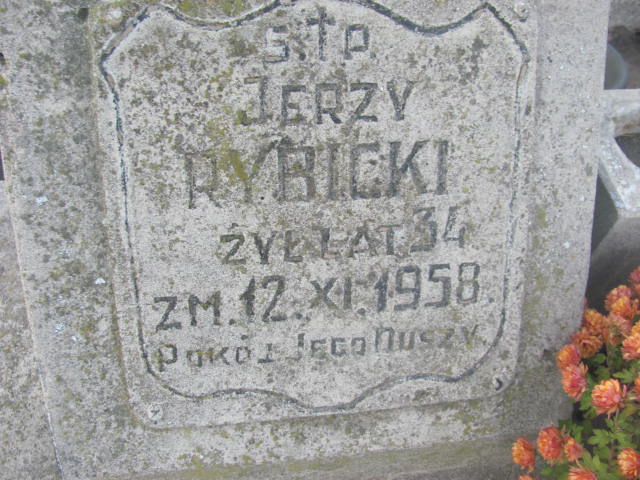 Ś.†P.
JERZY
RYBICKI
ŻYŁ LAT 34
ZM. 12. XI. 1958.
POKÓJ JEGO DUSZY.